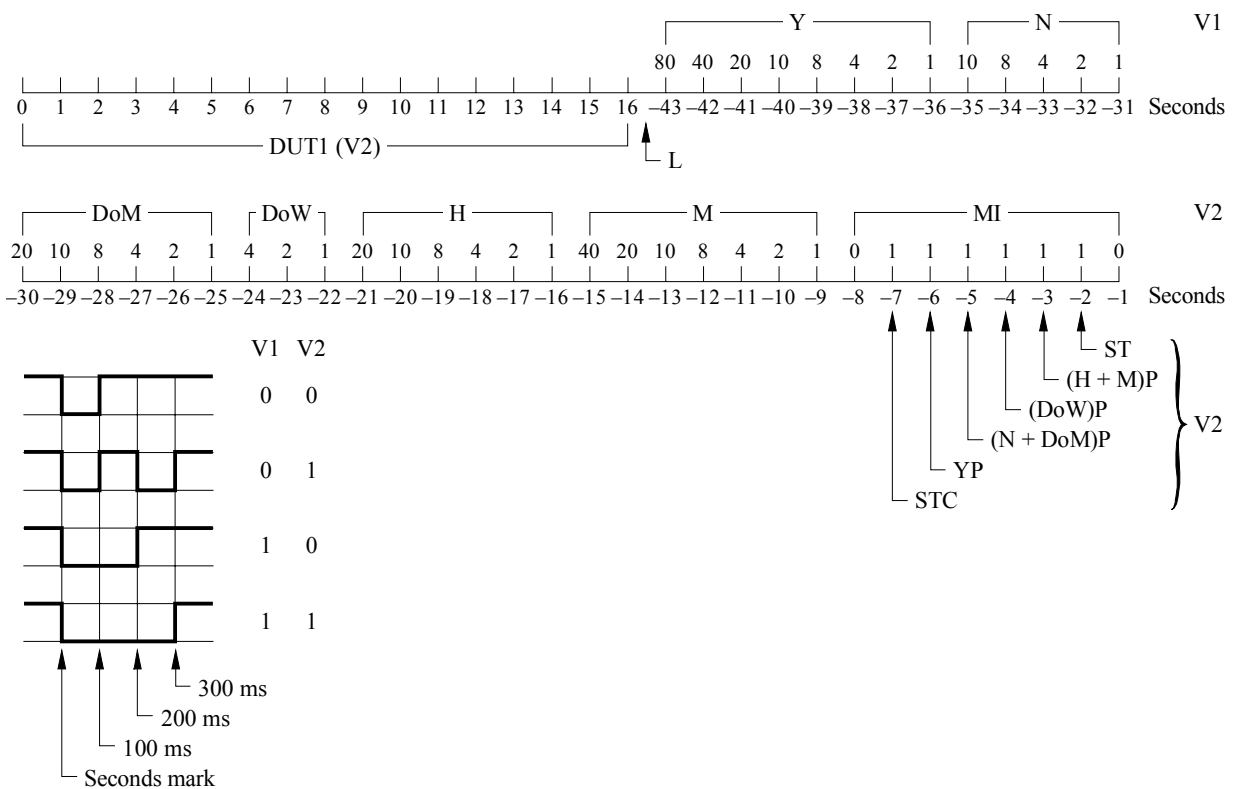 Y N V1
80 40 20 10 8 4 2 1 10 8 4 2 1
0 1 2 3 4 5 6 7 8 9 10 11 12 13 14 15 16 –43 –42 –41 –40 –39 –38 –37 –36 –35 –34 –33 –32 –31 Seconds
DUT1 (V2)
L
DoM DoW H M MI V2
20 10 8 4 2 1 4 2 1 20 10 8 4 2 1 40 20 10 8 4 2 1 0 1 1 1 1 1 1 0
–30 –29 –28 –27 –26 –25 –24 –23 –22 –21 –20 –19 –18 –17 –16 –15 –14 –13 –12 –11 –10 –9 –8 –7 –6 –5 –4 –3 –2 –1 Seconds
V1 V2
0 0
0 1
1 0
1 1
300 ms
200 ms
100 ms
Seconds mark
ST
(H + M)P
(DoW)P
(N + DoM)P
YP
STC
V2